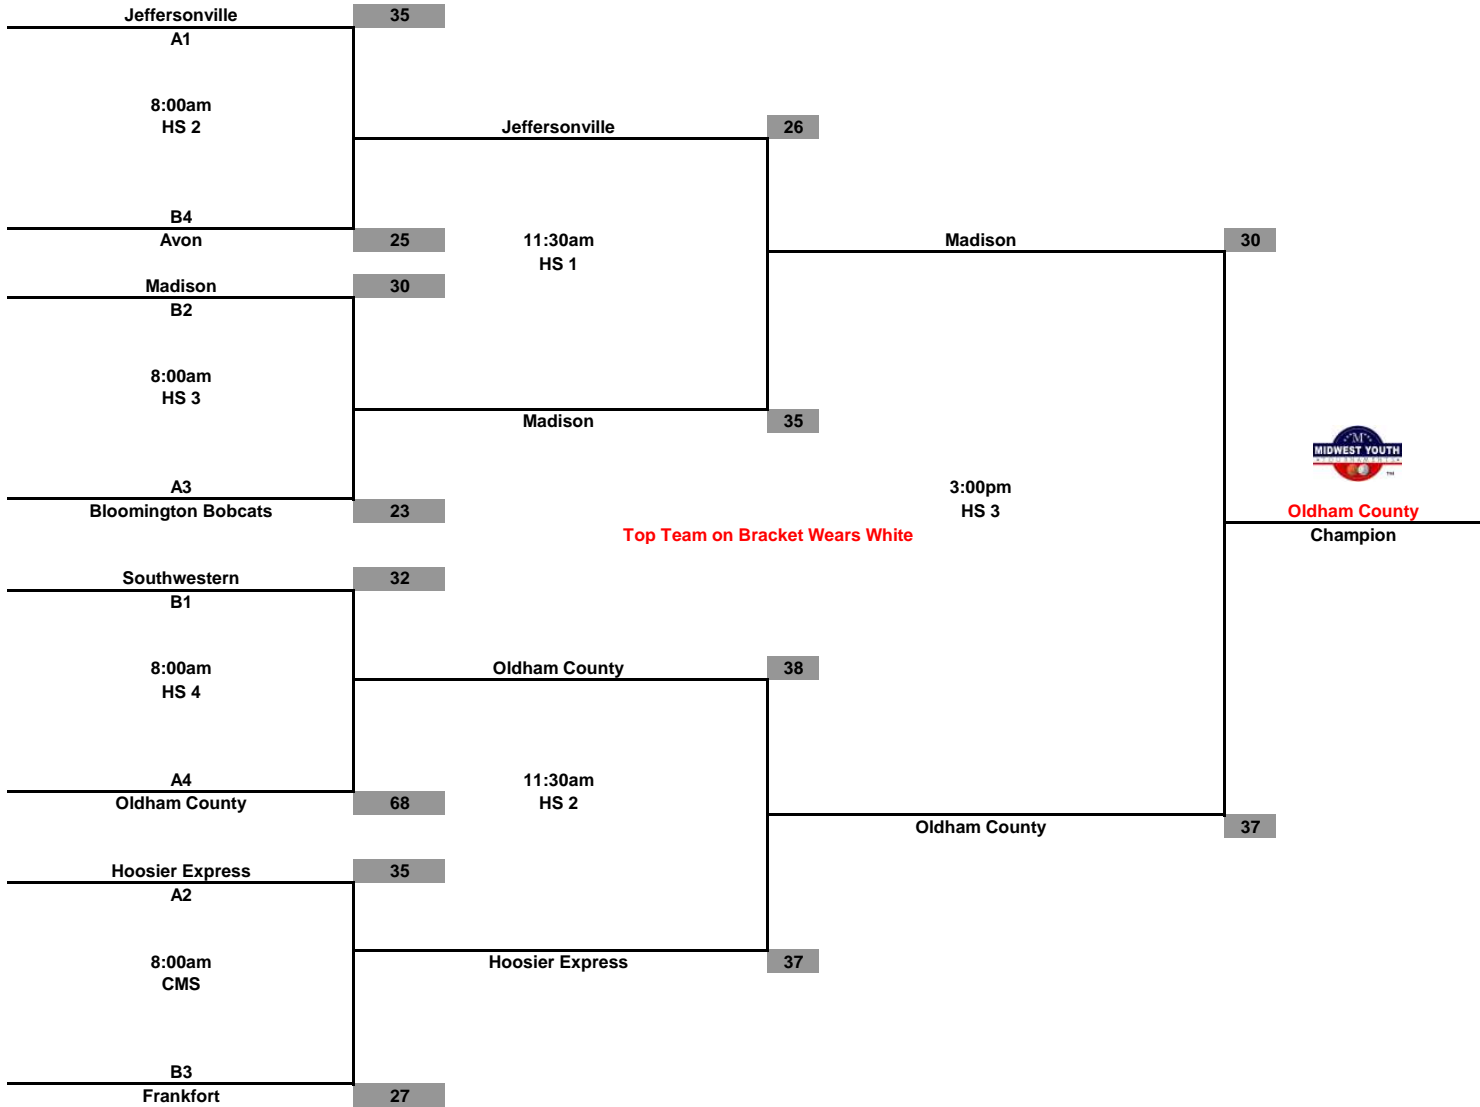 Jeffersonville 35
A1
8:00am
HS 2
Jeffersonville 26
B4
Avon 25
11:30am
HS 1
Madison 30
Madison 30
B2
8:00am
HS 3
Madison 35
A3
Bloomington Bobcats 23
3:00pm
HS 3
Top Team on Bracket Wears White
M
MIDWEST YOUTH
TOURNAMENTS
TM
Oldham County
Champion
Southwestern 32
B1
8:00am
HS 4
Oldham County 38
A4
Oldham County 68
11:30am
HS 2
Oldham County 37
Hoosier Express 35
A2
8:00am
CMS
Hoosier Express 37
B3
Frankfort 27